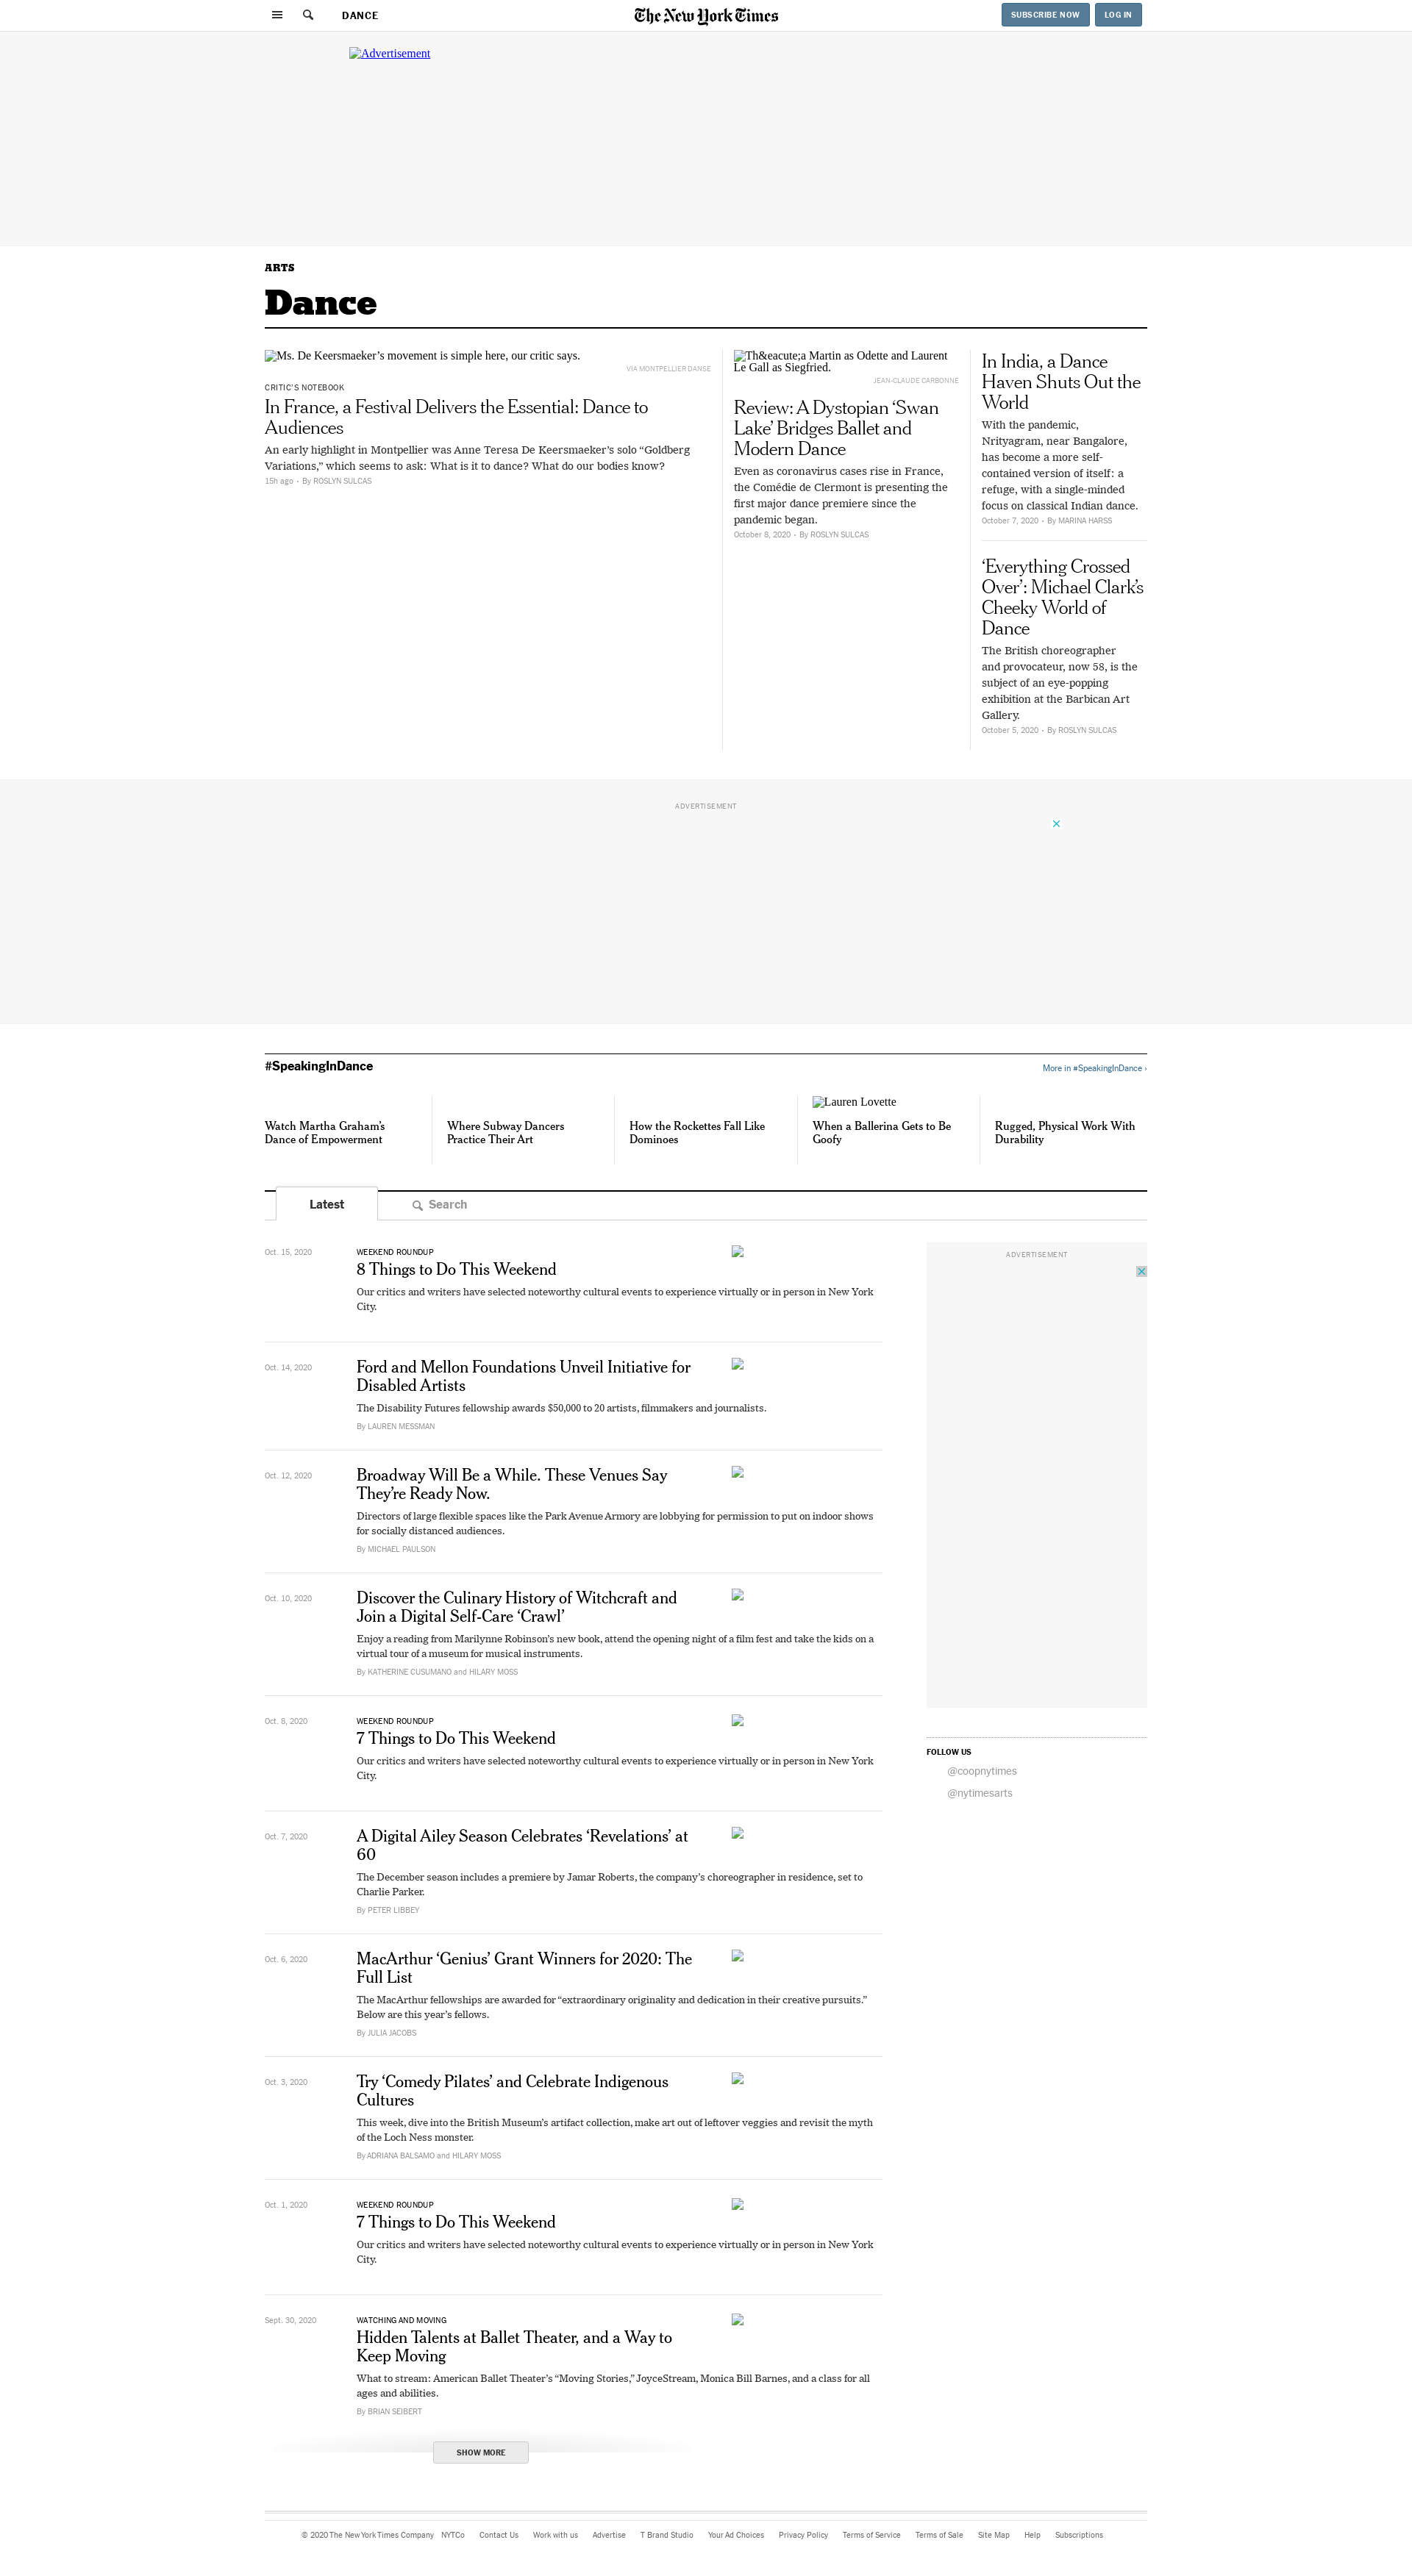 DANCE
The New York Times
SUBSCRIBE NOW
LOG IN
Advertisement
ARTS
Dance
Ms. De Keersmaeker’s movement is simple here, our critic says.
VIA MONTPELLIER DANSE
CRITIC’S NOTEBOOK
In France, a Festival Delivers the Essential: Dance to
Audiences
An early highlight in Montpellier was Anne Teresa De Keersmaeker’s solo “Goldberg
Variations,” which seems to ask: What is it to dance? What do our bodies know?
15h ago • By ROSLYN SULCAS
Th&eacute;a Martin as Odette and Laurent
Le Gall as Siegfried.
JEAN-CLAUDE CARBONNE
Review: A Dystopian ‘Swan
Lake’ Bridges Ballet and
Modern Dance
Even as coronavirus cases rise in France,
the Comédie de Clermont is presenting the
first major dance premiere since the
pandemic began.
October 8, 2020 • By ROSLYN SULCAS
In India, a Dance
Haven Shuts Out the
World
With the pandemic,
Nrityagram, near Bangalore,
has become a more self-
contained version of itself: a
refuge, with a single-minded
focus on classical Indian dance.
October 7, 2020 • By MARINA HARSS
‘Everything Crossed
Over’: Michael Clark’s
Cheeky World of
Dance
The British choreographer
and provocateur, now 58, is the
subject of an eye-popping
exhibition at the Barbican Art
Gallery.
October 5, 2020 • By ROSLYN SULCAS
ADVERTISEMENT
#SpeakingInDance
More in #SpeakingInDance ›
Watch Martha Graham’s
Dance of Empowerment
Where Subway Dancers
Practice Their Art
How the Rockettes Fall Like
Dominoes
Lauren Lovette
When a Ballerina Gets to Be
Goofy
Rugged, Physical Work With
Durability
Latest
Search
Oct. 15, 2020
WEEKEND ROUNDUP
8 Things to Do This Weekend
Our critics and writers have selected noteworthy cultural events to experience virtually or in person in New York
City.
Oct. 14, 2020
Ford and Mellon Foundations Unveil Initiative for
Disabled Artists
The Disability Futures fellowship awards $50,000 to 20 artists, filmmakers and journalists.
By LAUREN MESSMAN
Oct. 12, 2020
Broadway Will Be a While. These Venues Say
They’re Ready Now.
Directors of large flexible spaces like the Park Avenue Armory are lobbying for permission to put on indoor shows
for socially distanced audiences.
By MICHAEL PAULSON
Oct. 10, 2020
Discover the Culinary History of Witchcraft and
Join a Digital Self-Care ‘Crawl’
Enjoy a reading from Marilynne Robinson’s new book, attend the opening night of a film fest and take the kids on a
virtual tour of a museum for musical instruments.
By KATHERINE CUSUMANO and HILARY MOSS
Oct. 8, 2020
WEEKEND ROUNDUP
7 Things to Do This Weekend
Our critics and writers have selected noteworthy cultural events to experience virtually or in person in New York
City.
Oct. 7, 2020
A Digital Ailey Season Celebrates ‘Revelations’ at
60
The December season includes a premiere by Jamar Roberts, the company’s choreographer in residence, set to
Charlie Parker.
By PETER LIBBEY
Oct. 6, 2020
MacArthur ‘Genius’ Grant Winners for 2020: The
Full List
The MacArthur fellowships are awarded for “extraordinary originality and dedication in their creative pursuits.”
Below are this year’s fellows.
By JULIA JACOBS
Oct. 3, 2020
Try ‘Comedy Pilates’ and Celebrate Indigenous
Cultures
This week, dive into the British Museum’s artifact collection, make art out of leftover veggies and revisit the myth
of the Loch Ness monster.
By ADRIANA BALSAMO and HILARY MOSS
Oct. 1, 2020
WEEKEND ROUNDUP
7 Things to Do This Weekend
Our critics and writers have selected noteworthy cultural events to experience virtually or in person in New York
City.
Sept. 30, 2020
WATCHING AND MOVING
Hidden Talents at Ballet Theater, and a Way to
Keep Moving
What to stream: American Ballet Theater’s “Moving Stories,” JoyceStream, Monica Bill Barnes, and a class for all
ages and abilities.
By BRIAN SEIBERT
SHOW MORE
ADVERTISEMENT
FOLLOW US
@coopnytimes
@nytimesarts
© 2020 The New York Times Company NYTCo Contact Us Work with us Advertise T Brand Studio Your Ad Choices Privacy Policy Terms of Service Terms of Sale Site Map Help Subscriptions